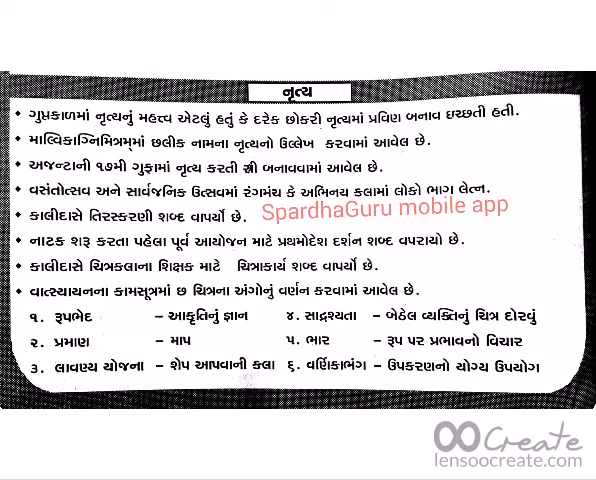 નૃત્ય
• ગુપ્તકાળમાં નૃત્યનું મહત્ત્વ એટલું હતું કે દરેક છોકરી નૃત્યમાં પ્રવિણ બનાવ ઇચ્છતી હતી.
• માલ્વિકાગ્નિમિત્રમ્‌માં છલીક નામના નૃત્યનો ઉલ્લેખ કરવામાં આવેલ છે.
• અજન્ટાની ૧૭મી ગુફામાં નૃત્ય કરતી સ્ત્રી બનાવવામાં આવેલ છે.
• વસંતોત્સવ અને સાર્વજનિક ઉત્સવમાં રંગમંચ કે અભિનય કલામાં લોકો ભાગ લેત્ન.
• કાલીદાસે તિરસ્કરણી શબ્દ વાપર્યો છે. SpardhaGuru mobile app
• નાટક શરૂ કરતા પહેલા પૂર્વ આયોજન માટે પ્રથમોદેશ દર્શન શબ્દ વપરાયો છે.
• કાલીદાસે ચિત્રકલાના શિક્ષક માટે ચિત્રાકાર્ય શબ્દ વાપર્યો છે.
• વાત્સ્યાયનના કામસૂત્રમાં છ ચિત્રના અંગોનું વર્ણન કરવામાં આવેલ છે.
૧. રૂપભેદ – આકૃતિનું જ્ઞાન ૪. સાદ્રશ્યતા – બેઠેલ વ્યક્તિનું ચિત્ર દોરવું
૨. પ્રમાણ – માપ ૫. ભાર – રૂપ પર પ્રભાવનો વિચાર
૩. લાવણ્ય યોજના – શેપ આપવાની કલા ૬. વર્ણિકાભંગ – ઉપકરણનો યોગ્ય ઉપયોગ
Create
lensoocreate.com